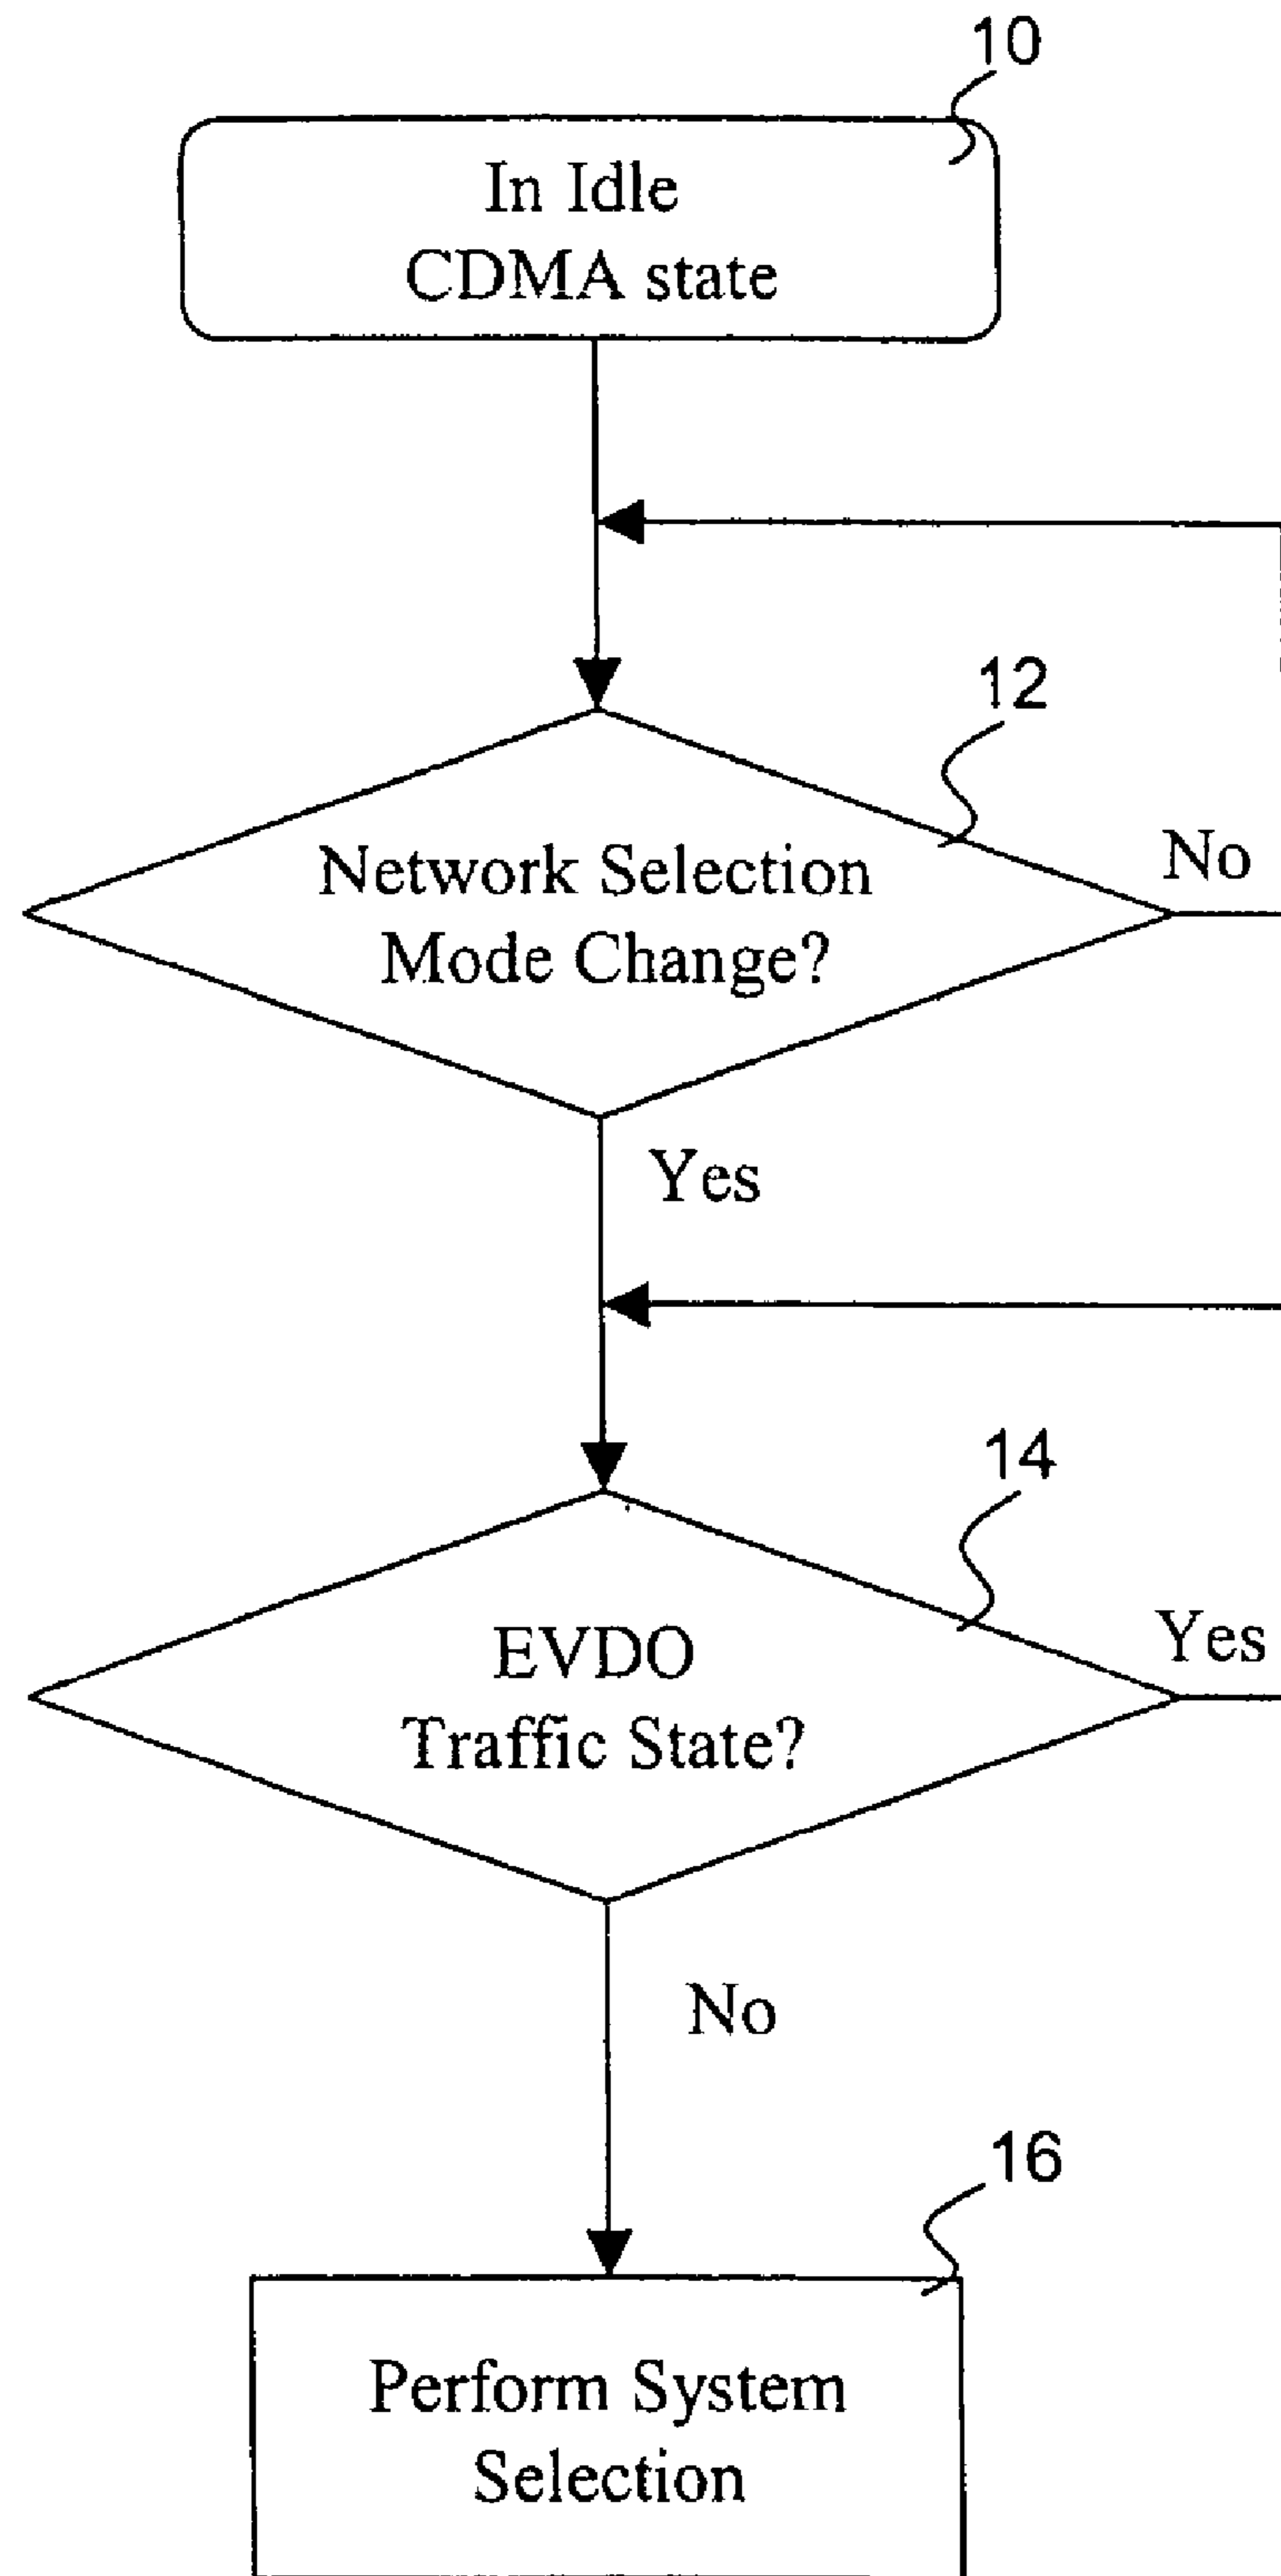 10
In Idle
CDMA state
12
Network Selection
Mode Change?
No
Yes
14
EVDO
Traffic State?
Yes
No
16
Perform System
Selection